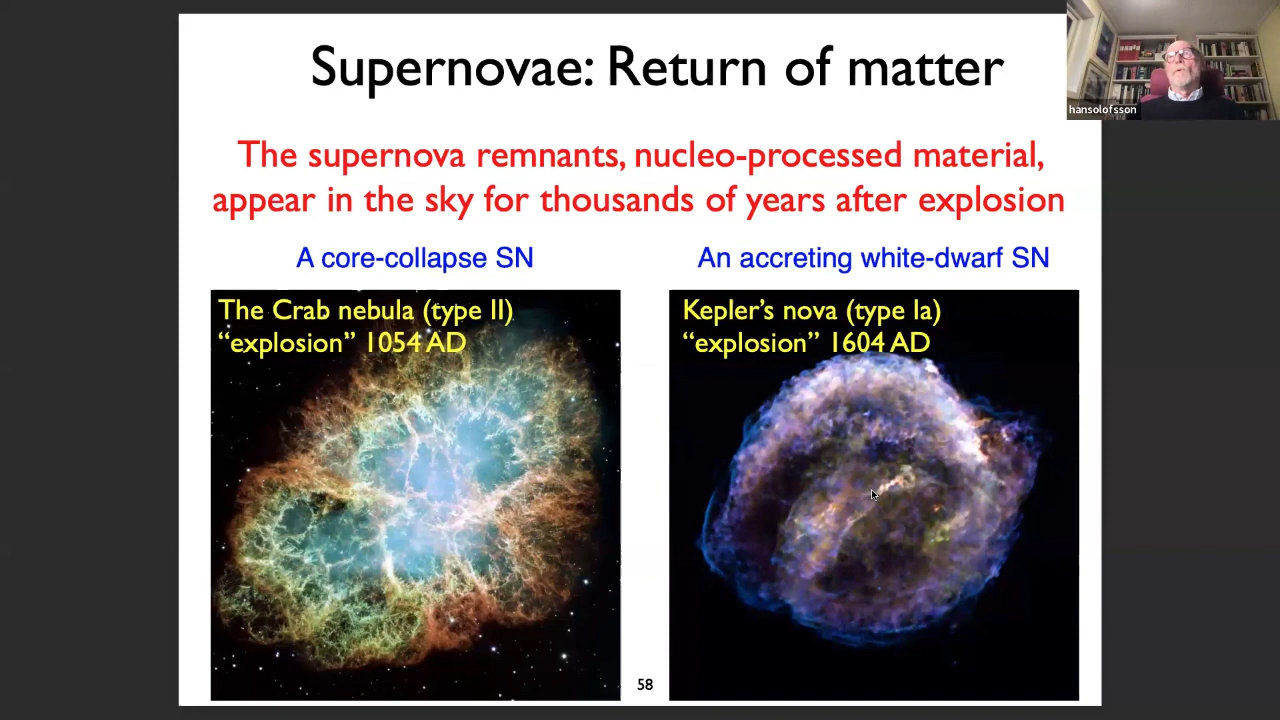 Supernovae: Return of matter
hansolofsson
The supernova remnants, nucleo-processed material,
appear in the sky for thousands of years after explosion
A core-collapse SN
An accreting white-dwarf SN
The Crab nebula (type II)
“explosion” 1054 AD
Kepler’s nova (type Ia)
“explosion” 1604 AD
58